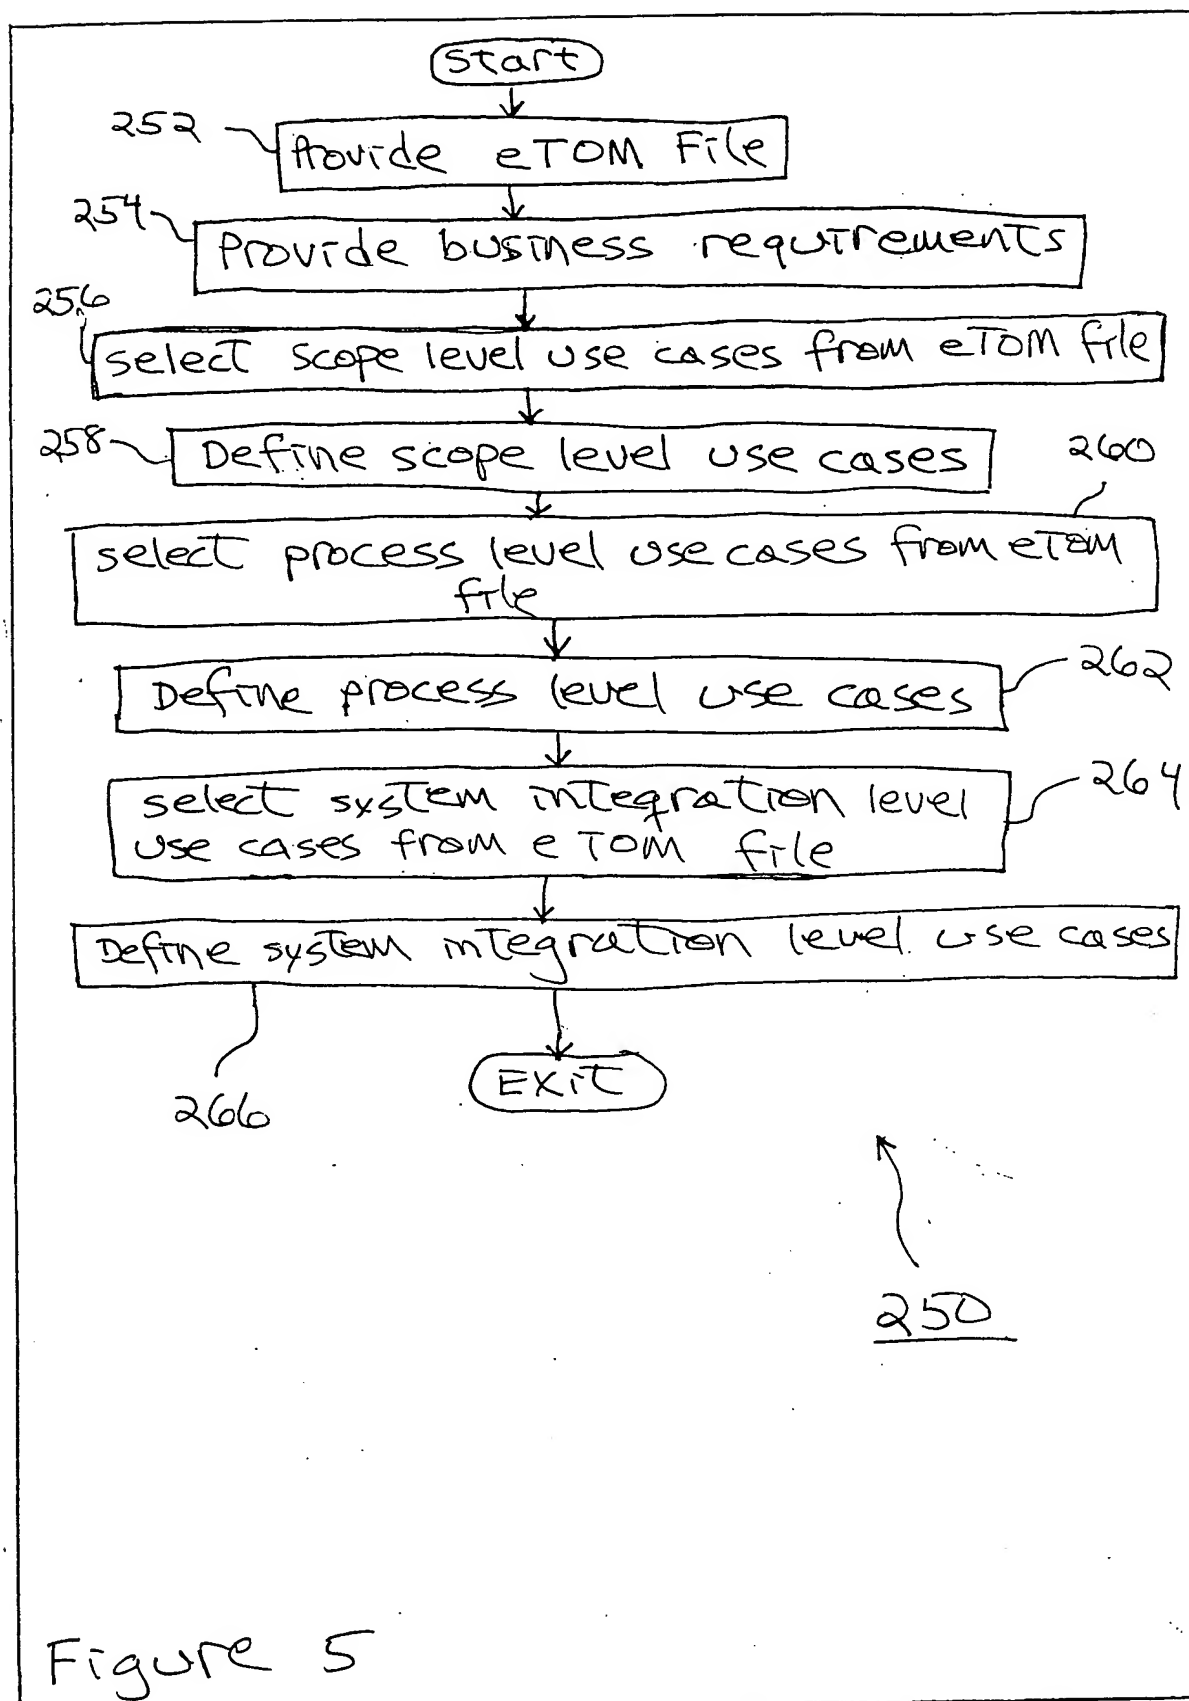 Start
252
Provide eTOM File
254
Provide business requirements
256
select scope level use cases from eTOM file
258
Define scope level use cases
260
select process level use cases from eTOM
file
Define process level use cases
262
select system integration level
use cases from eTOM file
264
Define system integration level use cases
266
Exit
250
Figure 5